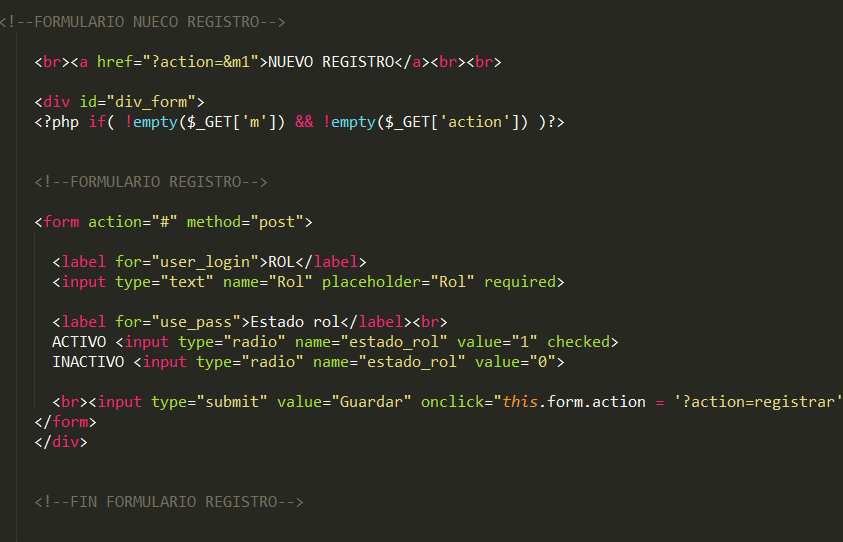 <!--FORMULARIO NUECO REGISTRO-->
<br><a href="?action=&m1">NUEVO REGISTRO</a><br><br>
<div id="div_form">
<?php if( !empty($_GET['m']) && !empty($_GET['action']) )?>
<!--FORMULARIO REGISTRO-->
<form action="#" method="post">
<label for="user_login">ROL</label>
<input type="text" name="Rol" placeholder="Rol" required>
<label for="use_pass">Estado rol</label><br>
ACTIVO <input type="radio" name="estado_rol" value="1" checked>
INACTIVO <input type="radio" name="estado_rol" value="0">
<br><input type="submit" value="Guardar" onclick="this.form.action = '?action=registrar'
</form>
</div>
<!--FIN FORMULARIO REGISTRO-->